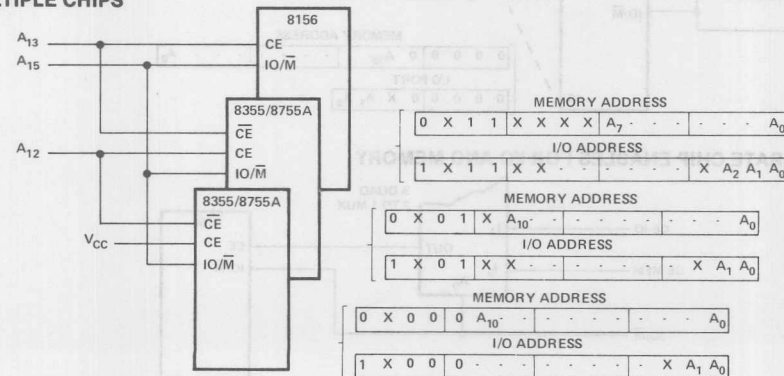 TIPLE CHIPS
8156
A13
CE
A15
IO/M̅
8355/8755A
C̅E̅
A12
CE
IO/M̅
8355/8755A
C̅E̅
VCC
CE
IO/M̅
MEMORY ADDRESS
0 X 1 1 X X X X A7 - - - - - - A0
I/O ADDRESS
1 X 1 1 X X - - - - - - X A2 A1 A0
MEMORY ADDRESS
0 X 0 1 X A10 - - - - - - - - - A0
I/O ADDRESS
1 X 0 1 X X - - - - - - - X A1 A0
MEMORY ADDRESS
0 X 0 0 0 A10 - - - - - - - - - A0
I/O ADDRESS
1 X 0 0 0 - - - - - - - - X A1 A0